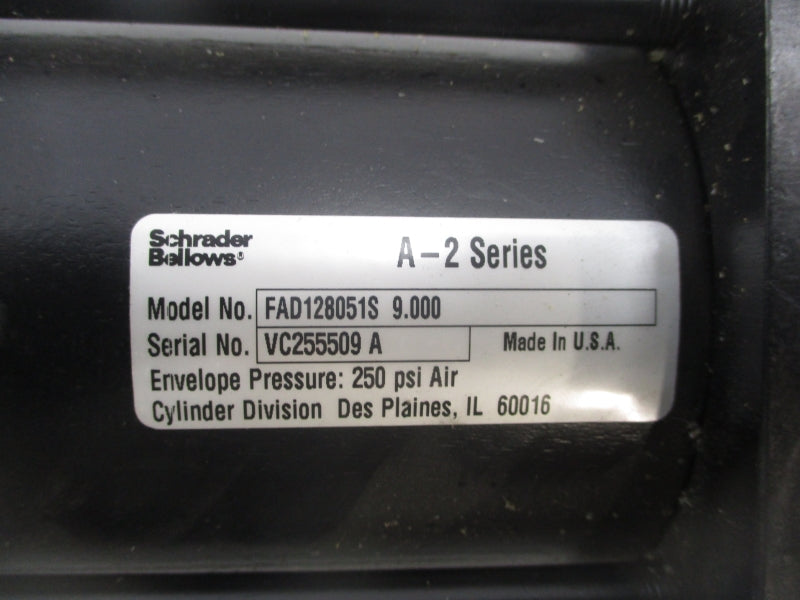 Schrader
Bellows®
A-2 Series
Model No. FAD128051S 9.000
Serial No. VC255509 A
Made In U.S.A.
Envelope Pressure: 250 psi Air
Cylinder Division Des Plaines, IL 60016